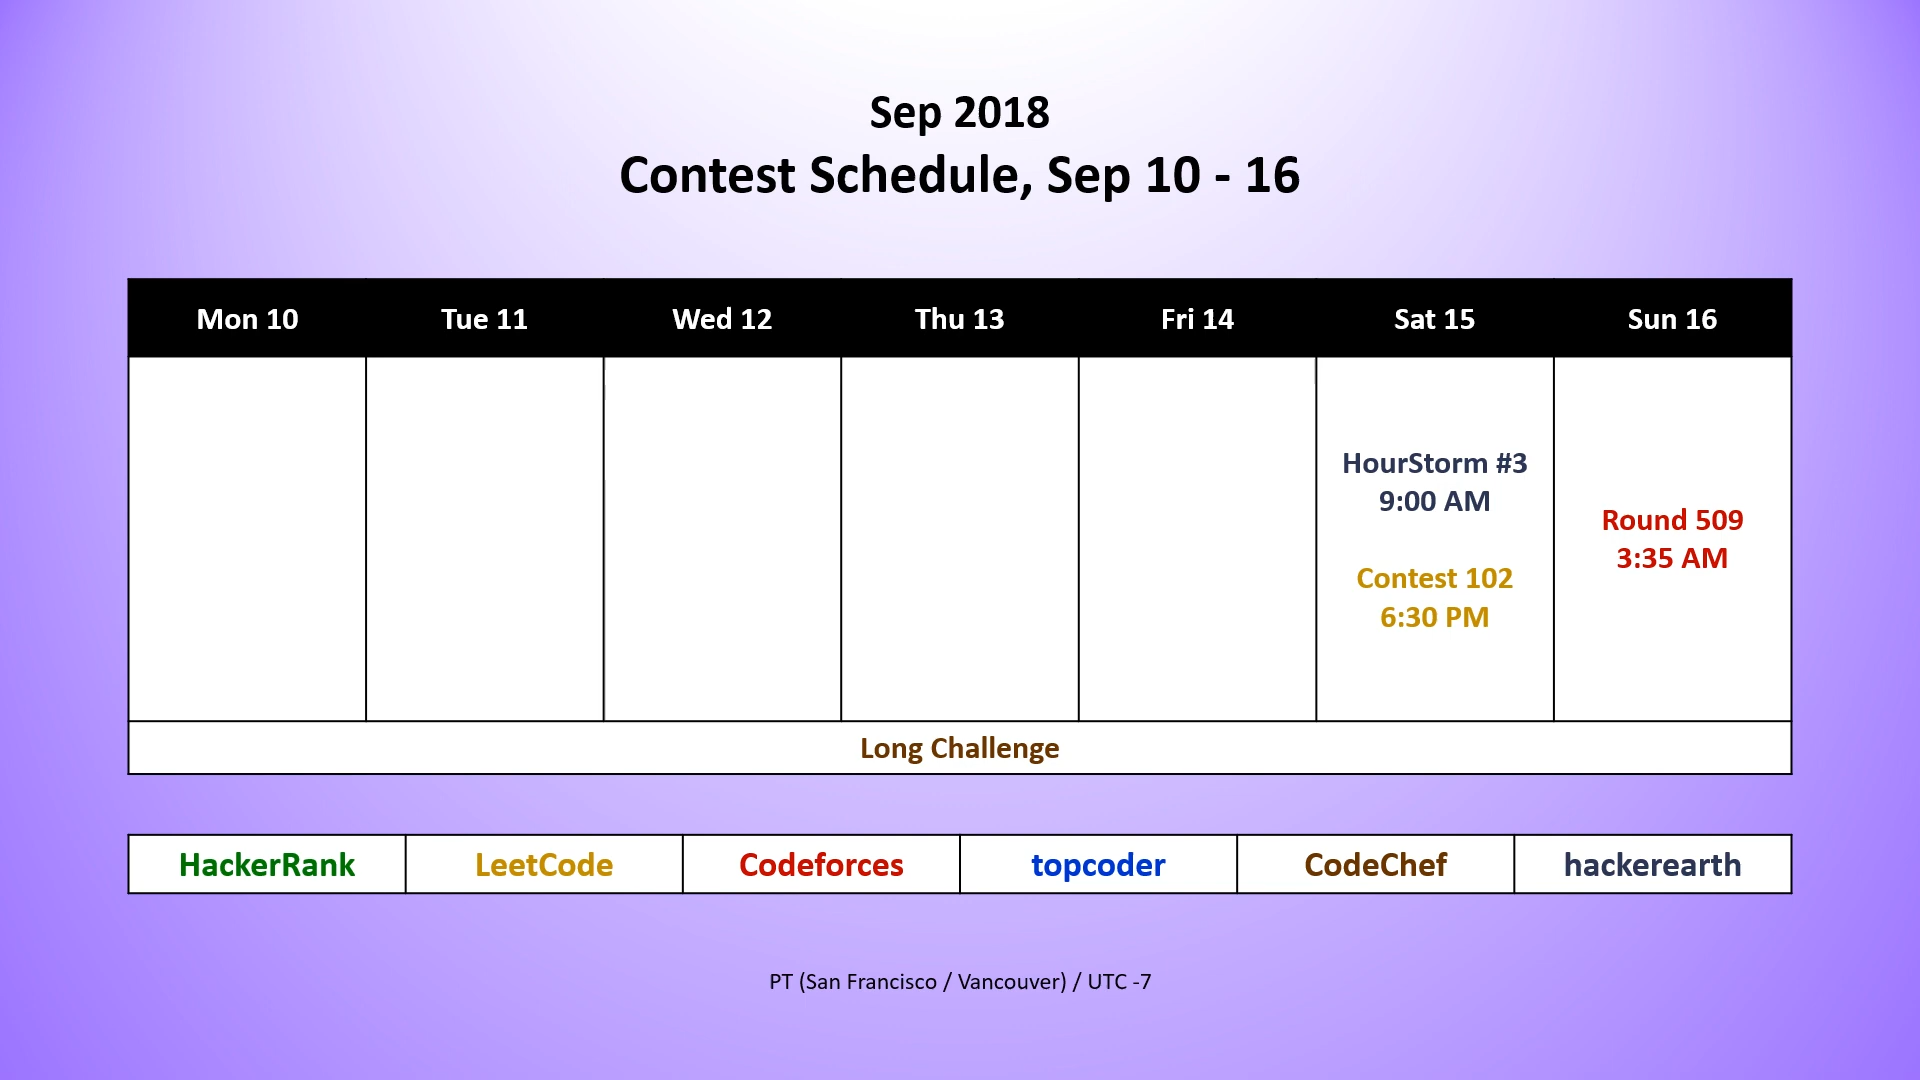 Sep 2018
Contest Schedule, Sep 10 - 16
Mon 10
Tue 11
Wed 12
Thu 13
Fri 14
Sat 15
Sun 16
HourStorm #3
9:00 AM
Contest 102
6:30 PM
Round 509
3:35 AM
Long Challenge
HackerRank
LeetCode
Codeforces
topcoder
CodeChef
hackerearth
PT (San Francisco / Vancouver) / UTC -7